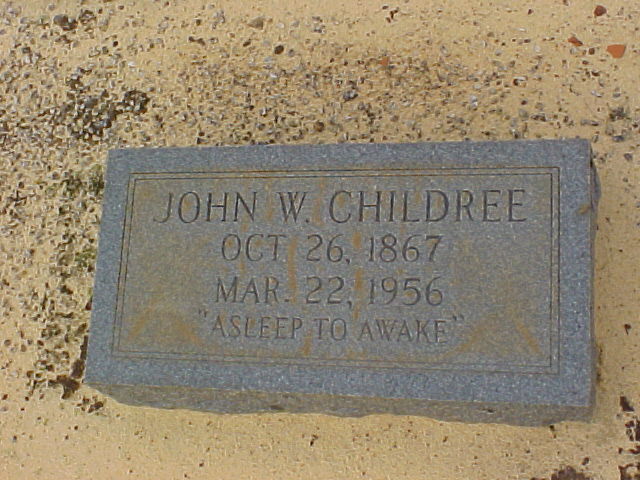 JOHN W. CHILDREE
OCT. 26, 1867
MAR. 22, 1956
"ASLEEP TO AWAKE"